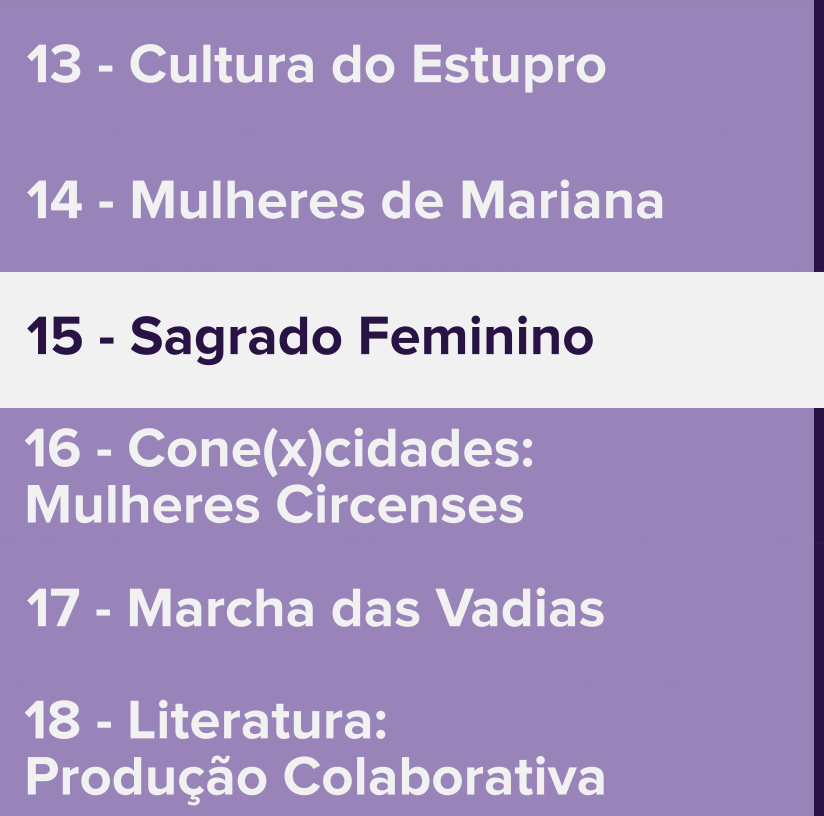 13 - Cultura do Estupro
14 - Mulheres de Mariana
15 - Sagrado Feminino
16 - Cone(x)cidades:
Mulheres Circenses
17 - Marcha das Vadias
18 - Literatura:
Produção Colaborativa